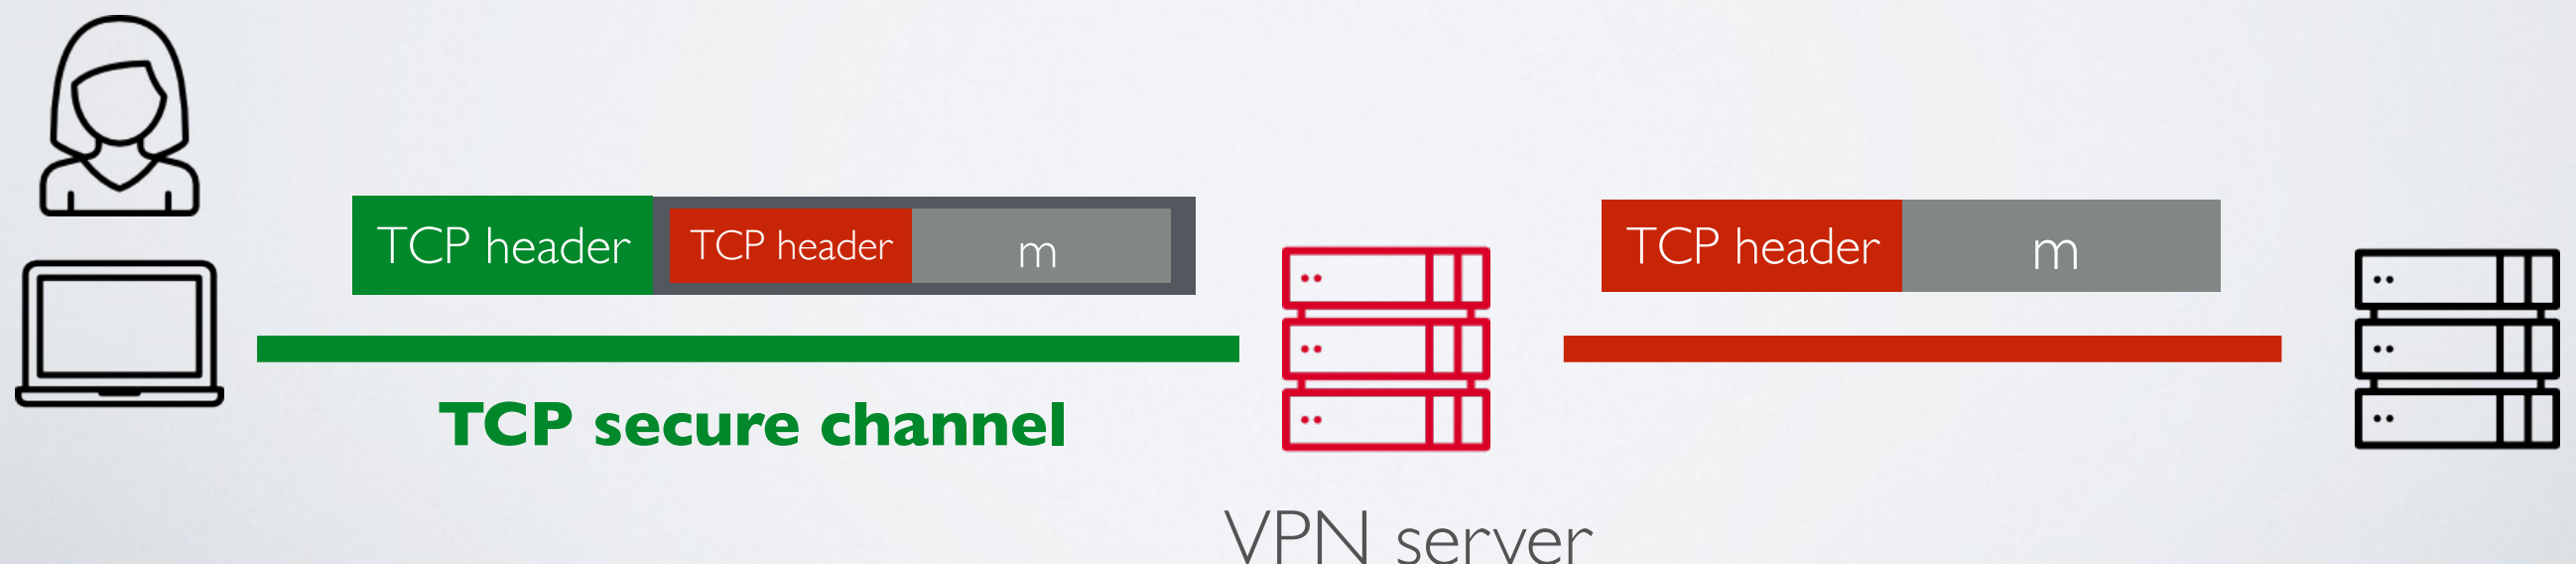 TCP header
TCP header
m
TCP header
m
TCP secure channel
VPN server